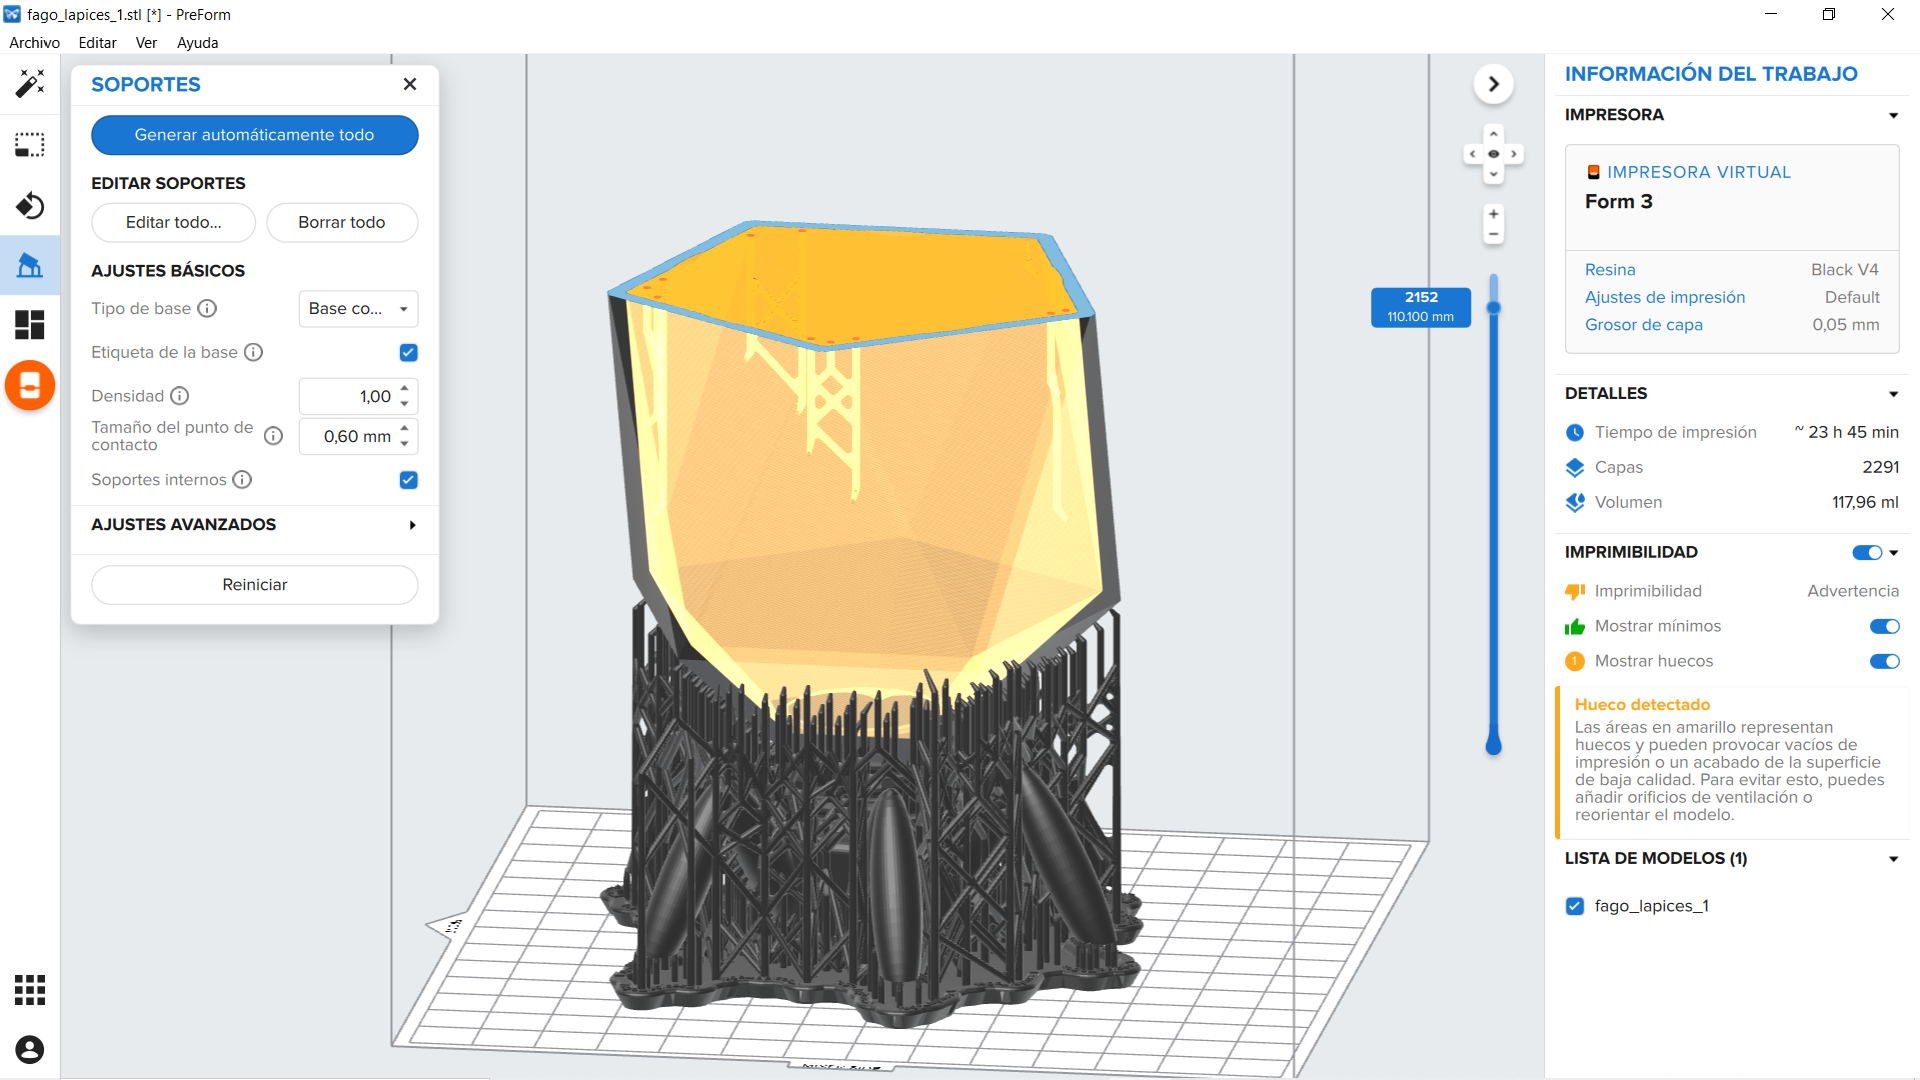 fago_lapices_1.stl [*] - PreForm
Archivo Editar Ver Ayuda
SOPORTES
Generar automáticamente todo
EDITAR SOPORTES
Editar todo...
Borrar todo
AJUSTES BÁSICOS
Tipo de base
Base co...
Etiqueta de la base
Densidad
1,00
Tamaño del punto de
contacto
0,60 mm
Soportes internos
AJUSTES AVANZADOS
Reiniciar
2152
110.100 mm
INFORMACIÓN DEL TRABAJO
IMPRESORA
IMPRESORA VIRTUAL
Form 3
Resina Black V4
Ajustes de impresión Default
Grosor de capa 0,05 mm
DETALLES
Tiempo de impresión ~ 23 h 45 min
Capas 2291
Volumen 117,96 ml
IMPRIMIBILIDAD
Imprimibilidad Advertencia
Mostrar mínimos
1 Mostrar huecos
Hueco detectado
Las áreas en amarillo representan
huecos y pueden provocar vacíos de
impresión o un acabado de la superficie
de baja calidad. Para evitar esto, puedes
añadir orificios de ventilación o
reorientar el modelo.
LISTA DE MODELOS (1)
fago_lapices_1